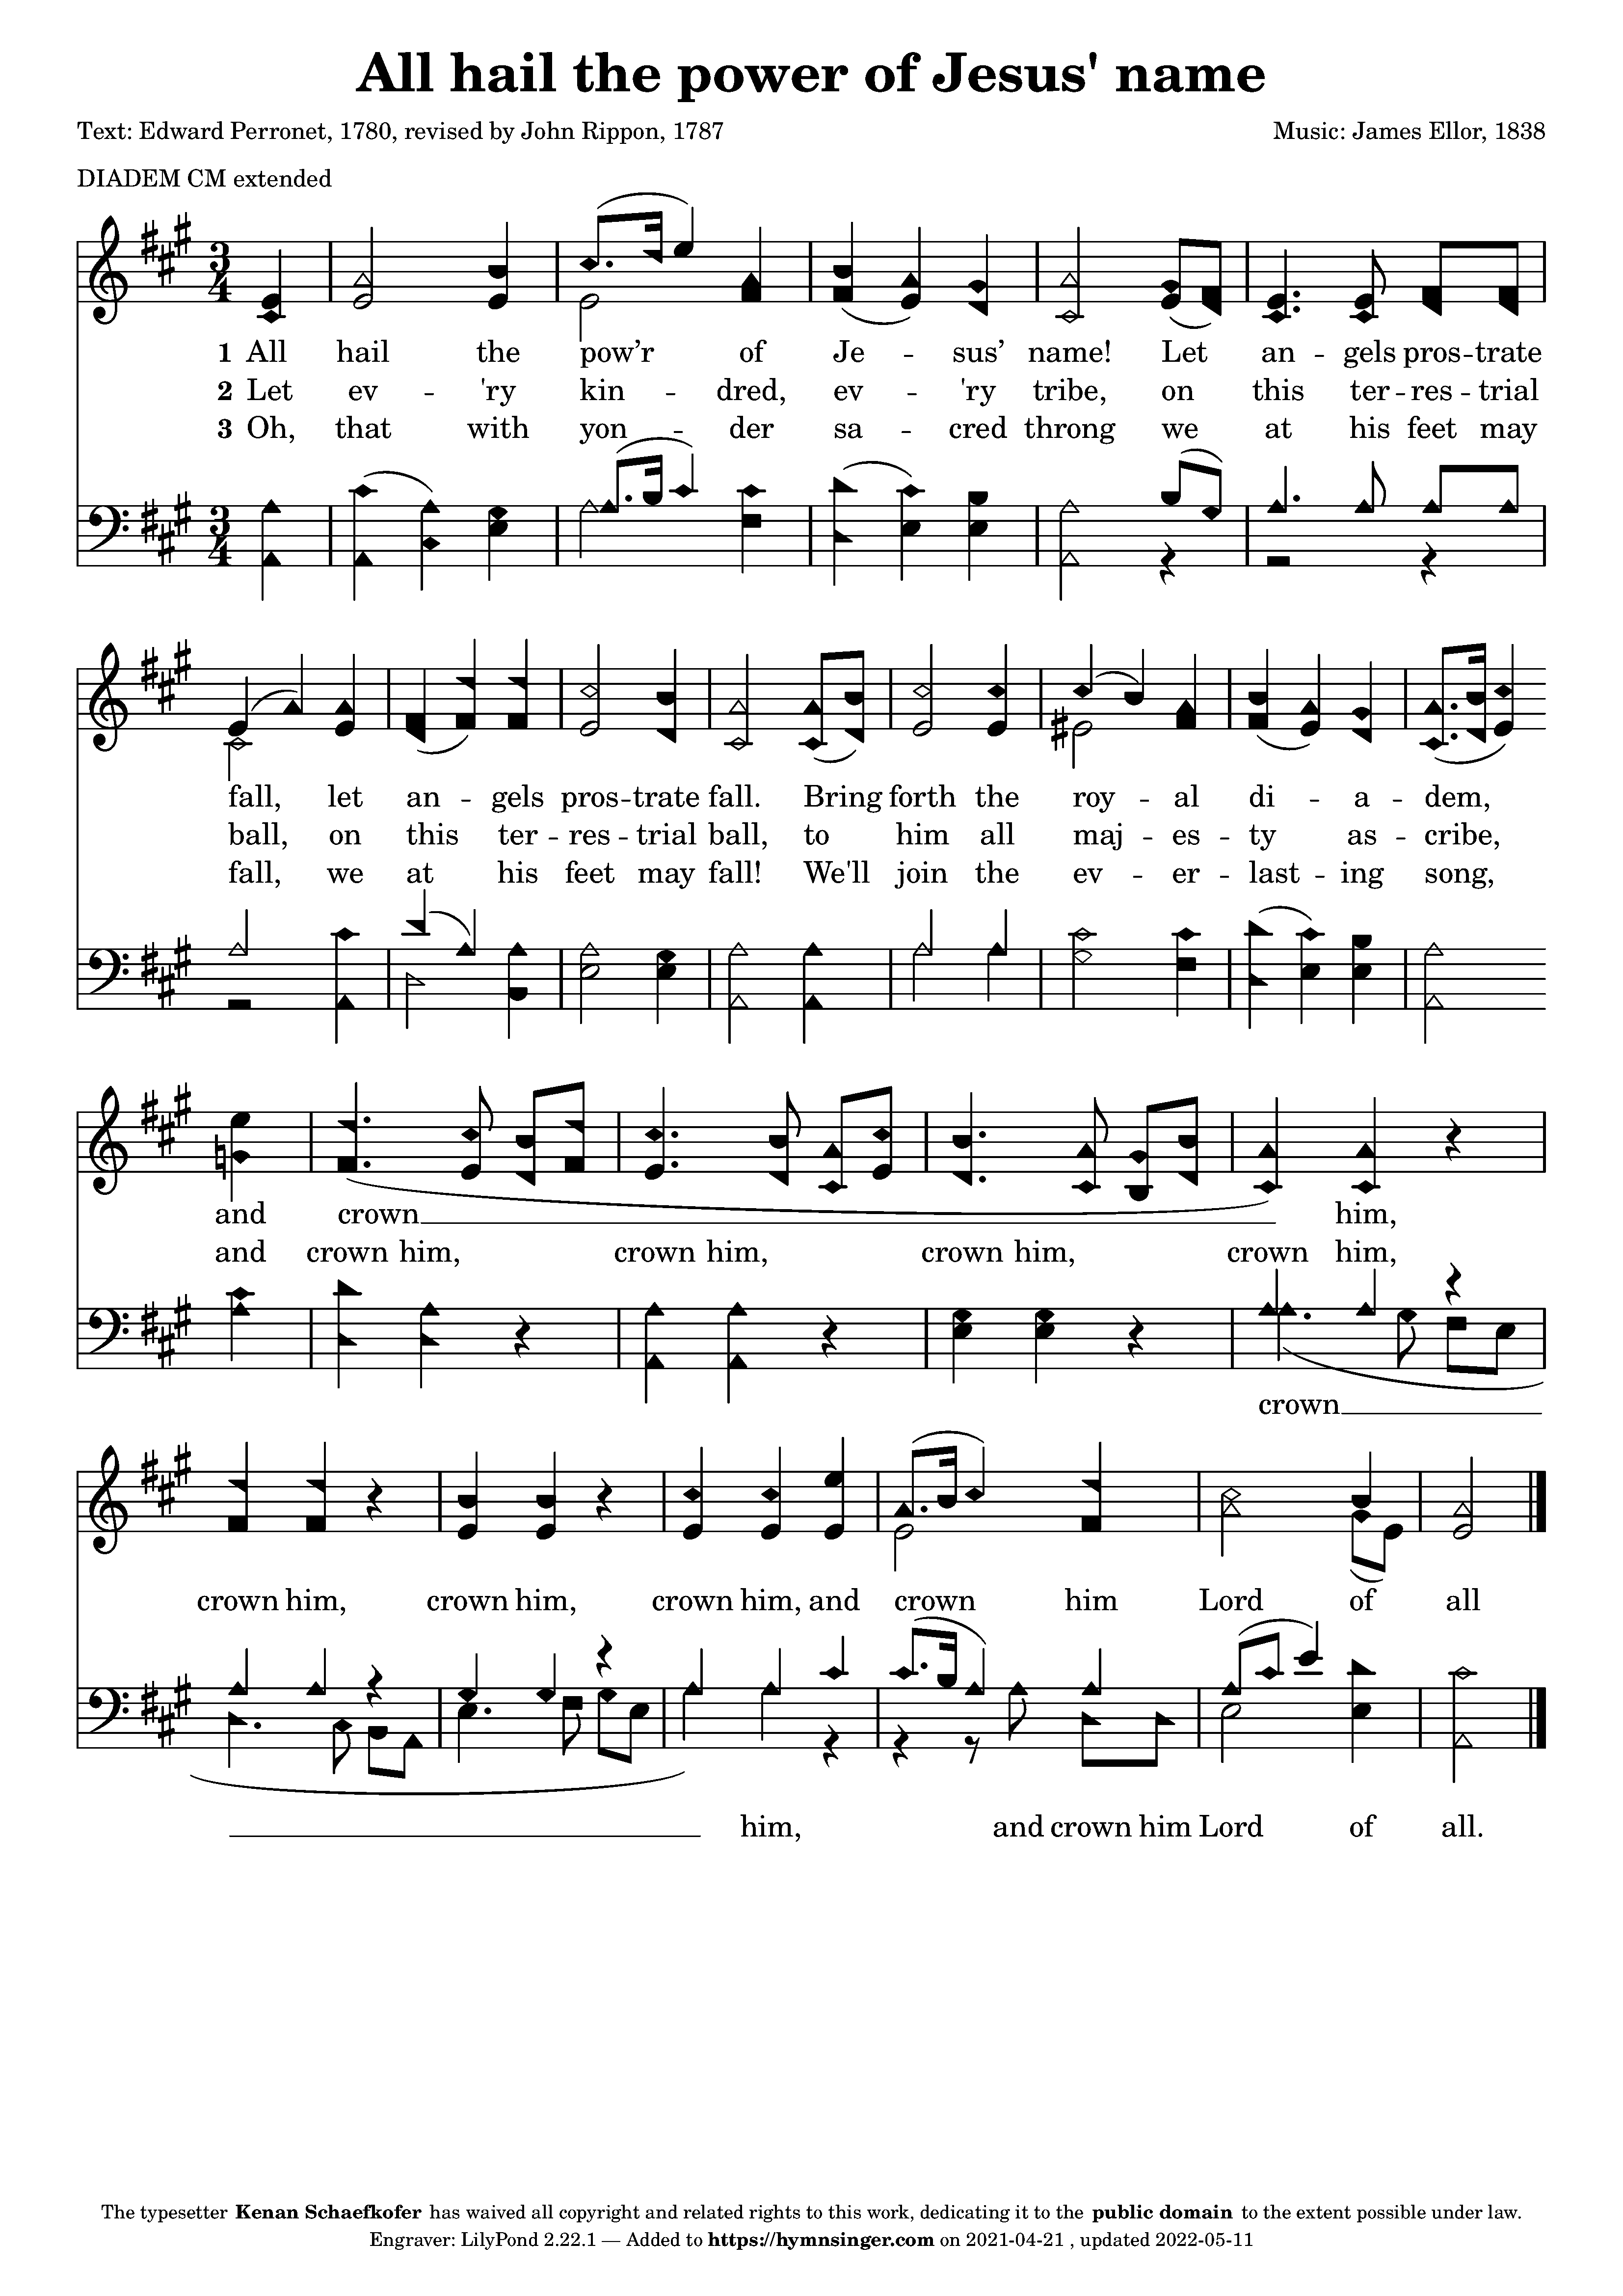 All hail the power of Jesus' name
Text: Edward Perronet, 1780, revised by John Rippon, 1787
Music: James Ellor, 1838
DIADEM CM extended
3
4
1 All hail the pow’r of Je -- sus’ name! Let an -- gels pros -- trate
2 Let ev -- 'ry kin -- dred, ev -- 'ry tribe, on this ter -- res -- trial
3 Oh, that with yon -- der sa -- cred throng we at his feet may
3
4
fall, let an -- gels pros -- trate fall. Bring forth the roy -- al di -- a -- dem,
ball, on this ter -- res -- trial ball, to him all maj -- es -- ty as -- cribe,
fall, we at his feet may fall! We'll join the ev -- er -- last -- ing song,
and crown __ him,
and crown him, crown him, crown him, crown him,
crown __
crown him, crown him, crown him, and crown him Lord of all
__ him, and crown him Lord of all.
The typesetter Kenan Schaefkofer has waived all copyright and related rights to this work, dedicating it to the public domain to the extent possible under law.
Engraver: LilyPond 2.22.1 — Added to https://hymnsinger.com on 2021-04-21 , updated 2022-05-11